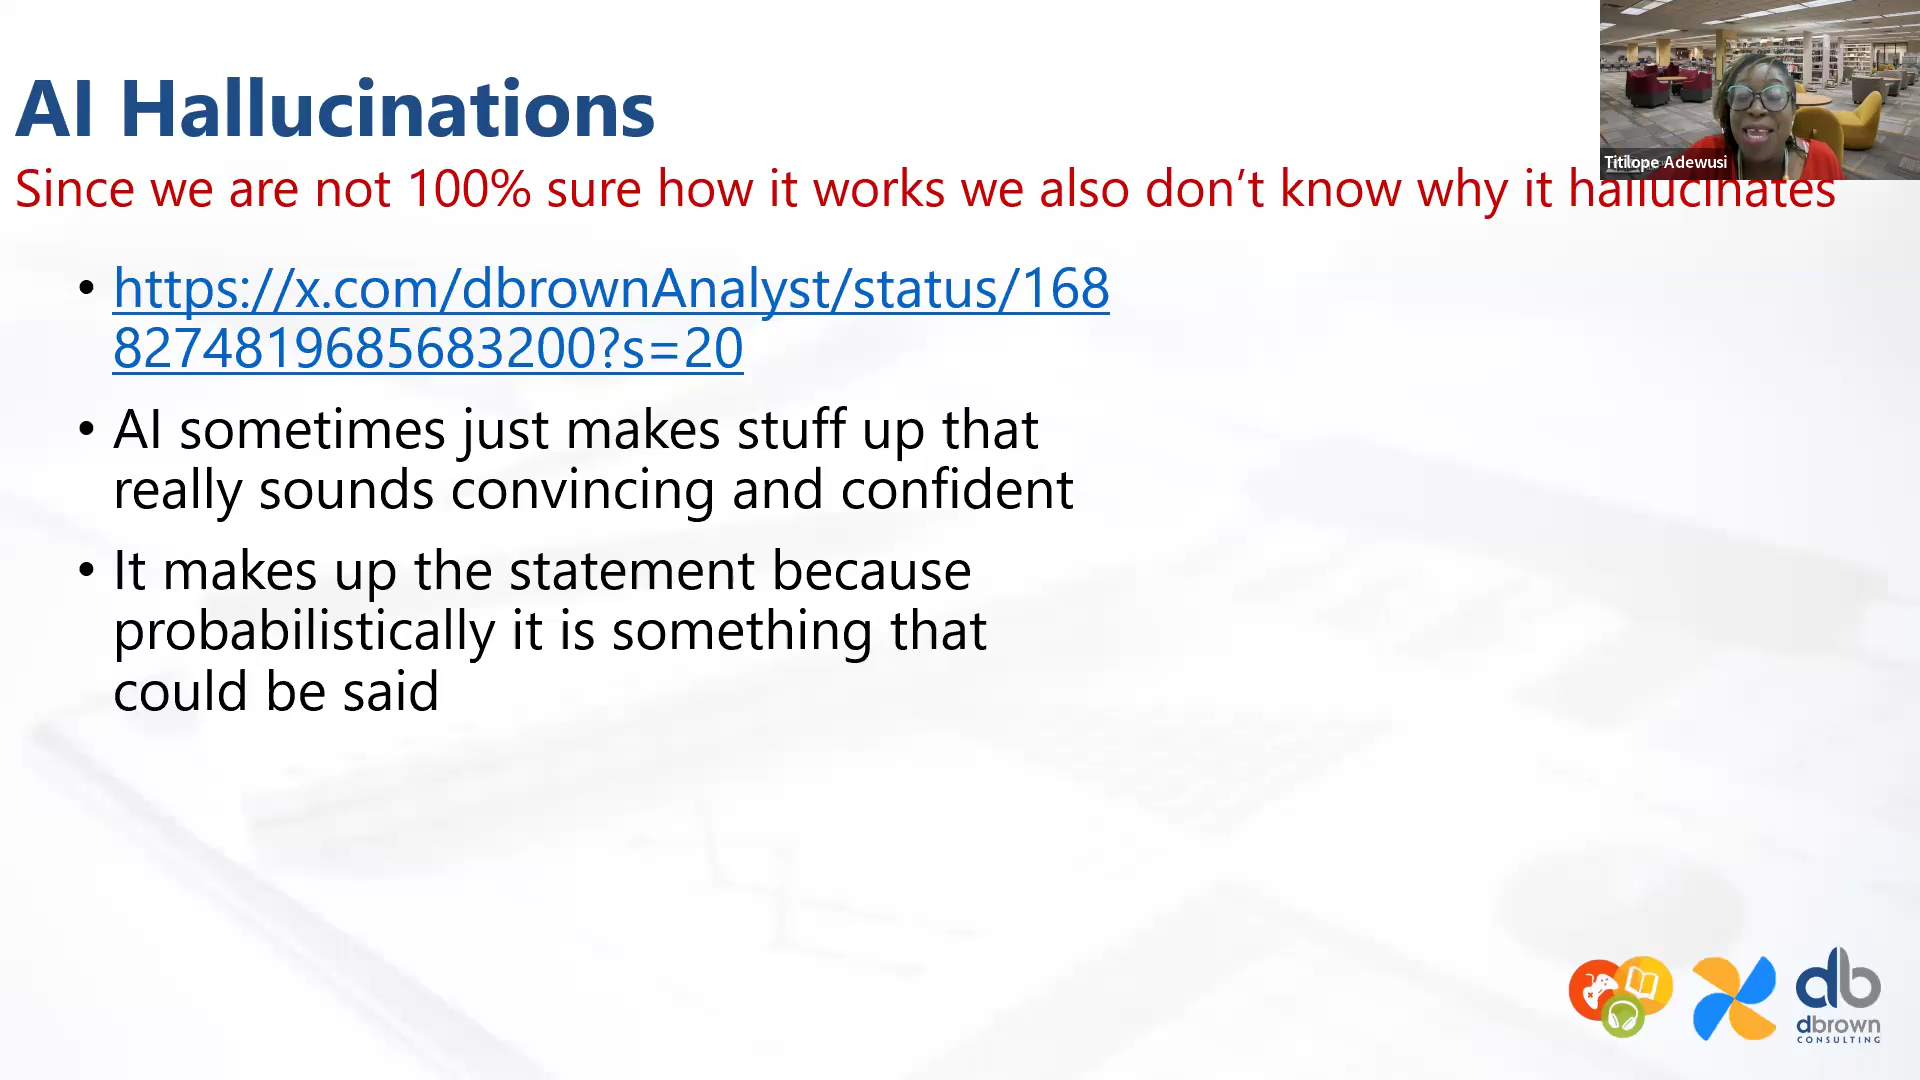 AI Hallucinations
Titilope Adewusi
Since we are not 100% sure how it works we also don’t know why it hallucinates
• https://x.com/dbrownAnalyst/status/168
8274819685683200?s=20
• AI sometimes just makes stuff up that
really sounds convincing and confident
• It makes up the statement because
probabilistically it is something that
could be said
db
dbrown
CONSULTING